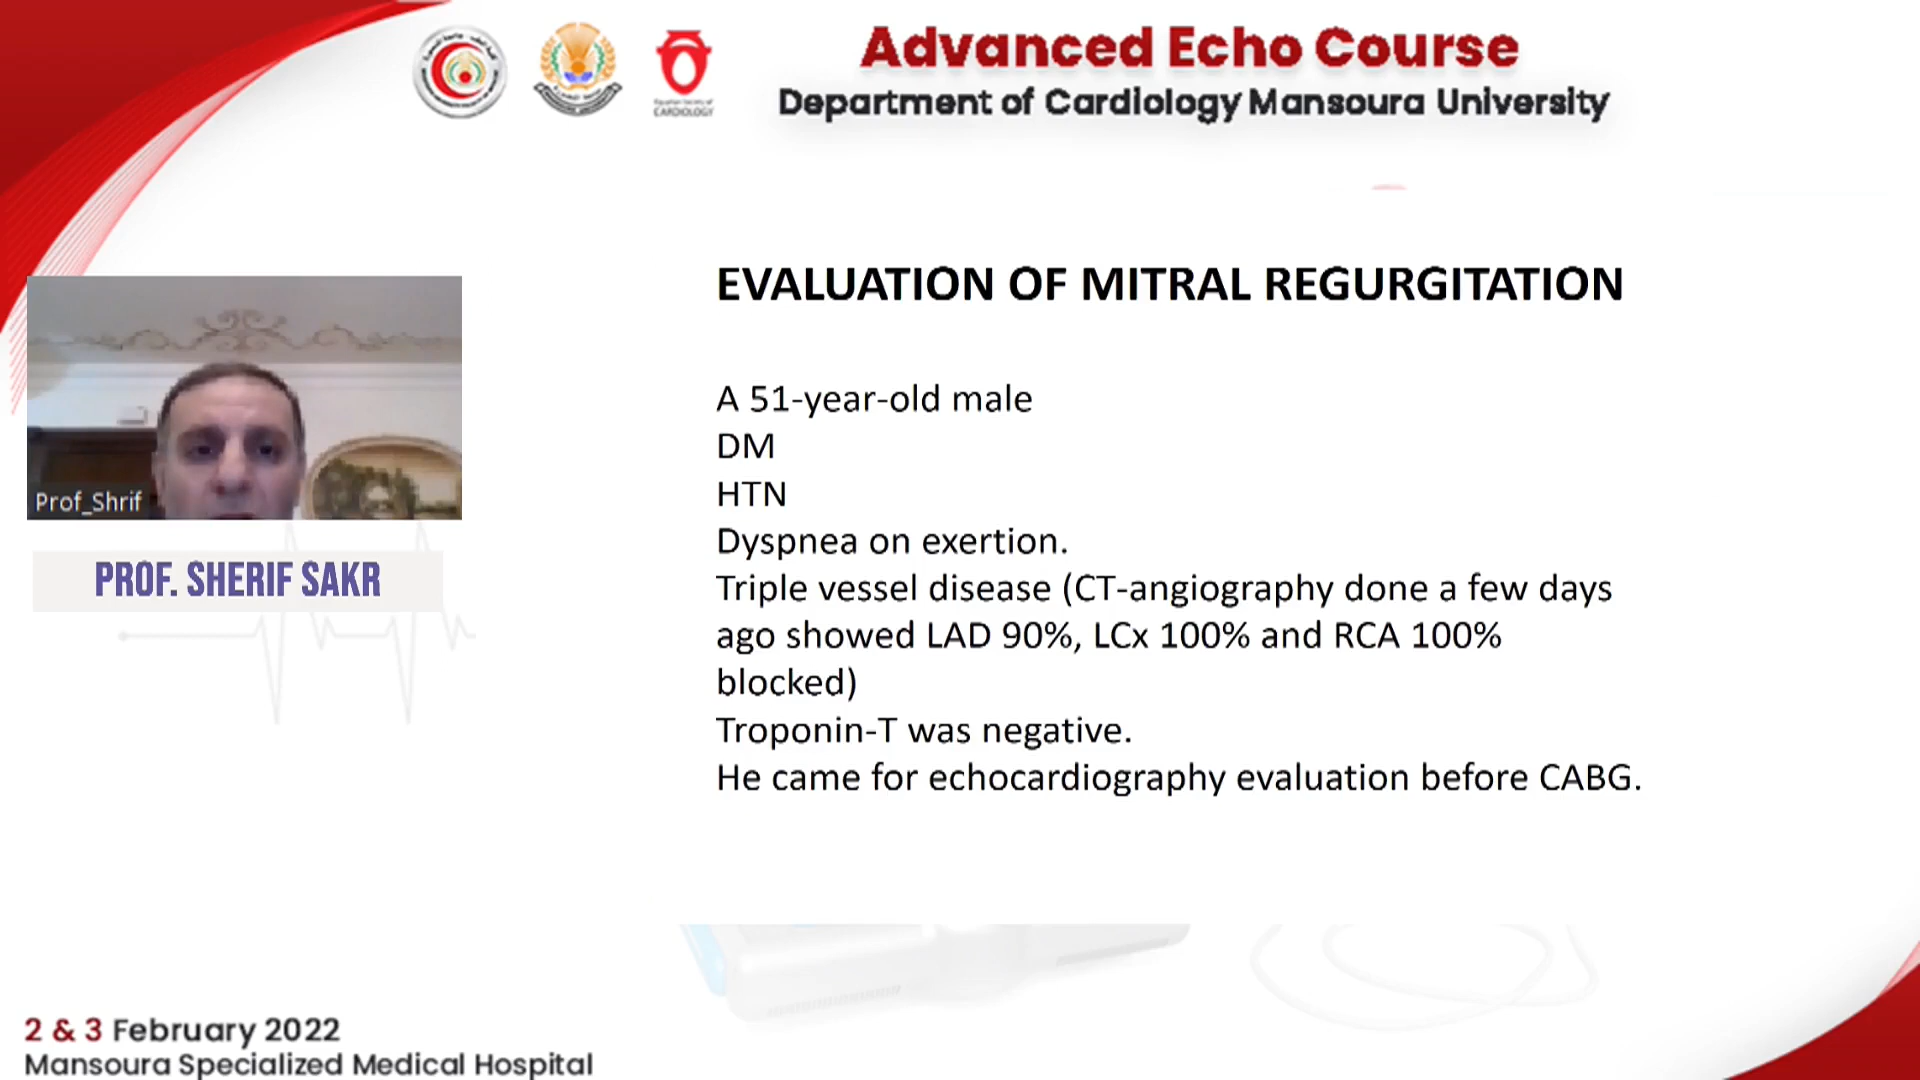 Advanced Echo Course
Department of Cardiology Mansoura University
CARDIOLOGY
EVALUATION OF MITRAL REGURGITATION
A 51-year-old male
DM
HTN
Dyspnea on exertion.
Triple vessel disease (CT-angiography done a few days
ago showed LAD 90%, LCx 100% and RCA 100%
blocked)
Troponin-T was negative.
He came for echocardiography evaluation before CABG.
Prof_Shrif
PROF. SHERIF SAKR
2 & 3 February 2022
Mansoura Specialized Medical Hospital